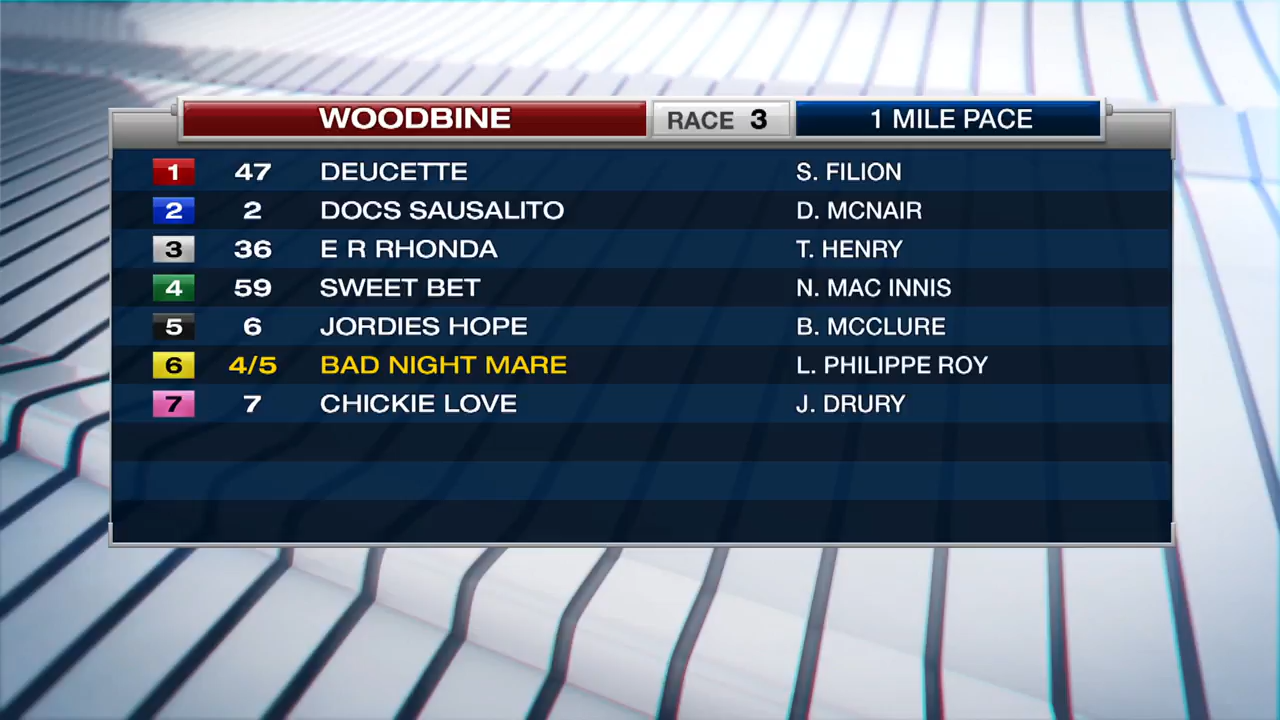 WOODBINE RACE 3 1 MILE PACE
1 47 DEUCETTE S. FILION
2 2 DOCS SAUSALITO D. MCNAIR
3 36 E R RHONDA T. HENRY
4 59 SWEET BET N. MAC INNIS
5 6 JORDIES HOPE B. MCCLURE
6 4/5 BAD NIGHT MARE L. PHILIPPE ROY
7 7 CHICKIE LOVE J. DRURY